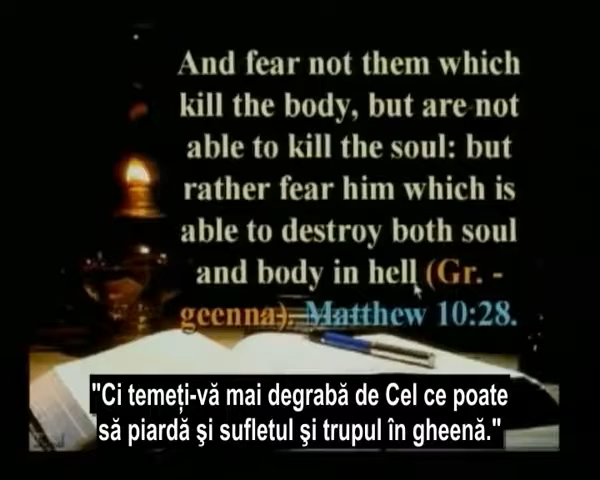 And fear not them which
kill the body, but are not
able to kill the soul: but
rather fear him which is
able to destroy both soul
and body in hell (Gr. -
geenna). Matthew 10:28.
"Ci temeți-vă mai degrabă de Cel ce poate
să piardă şi sufletul şi trupul în gheenă."